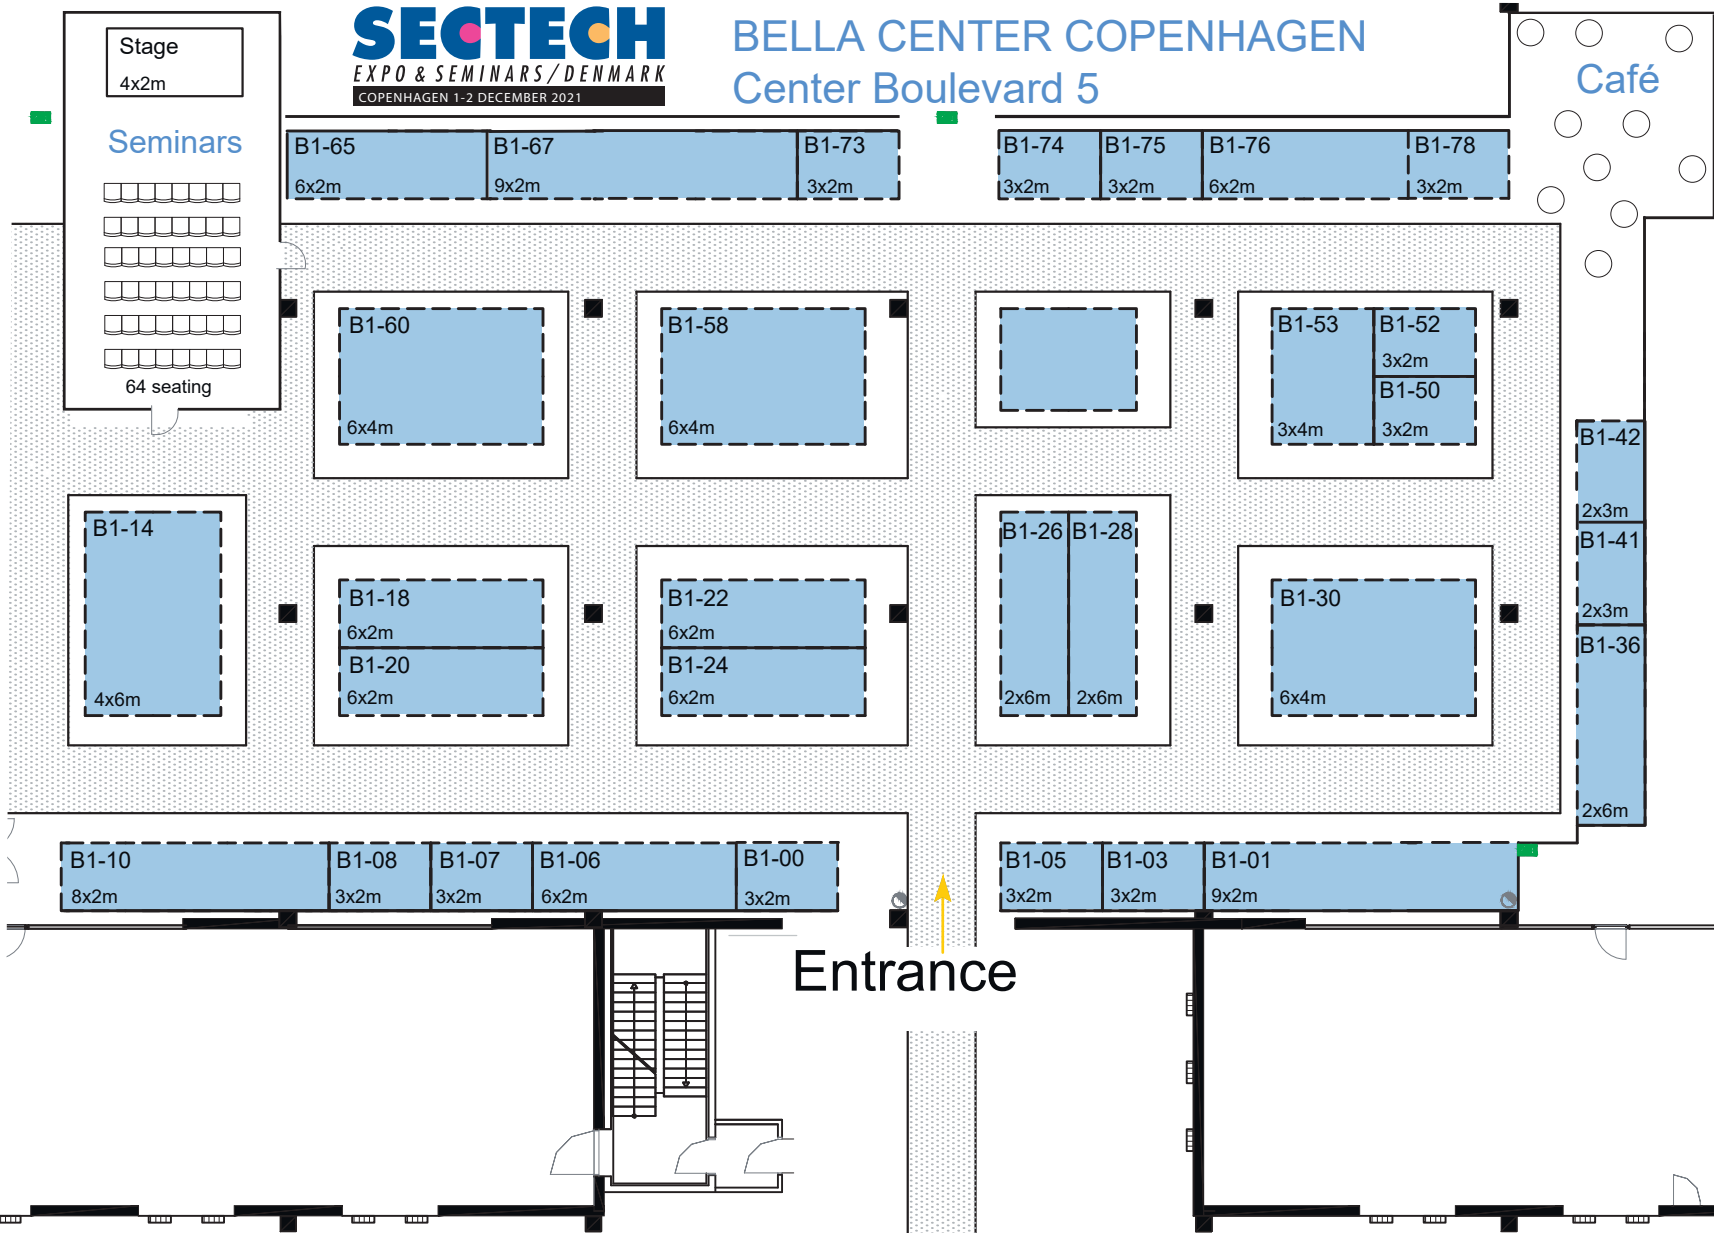 Stage
4x2m
Seminars
64 seating
SECTECH
EXPO & SEMINARS/DENMARK
COPENHAGEN 1-2 DECEMBER 2021
BELLA CENTER COPENHAGEN
Center Boulevard 5
Café
B1-65
6x2m
B1-67
9x2m
B1-73
3x2m
B1-74
3x2m
B1-75
3x2m
B1-76
6x2m
B1-78
3x2m
B1-60
6x4m
B1-58
6x4m
B1-53
3x4m
B1-52
3x2m
B1-50
3x2m
B1-42
2x3m
B1-41
2x3m
B1-36
2x6m
B1-14
4x6m
B1-18
6x2m
B1-20
6x2m
B1-22
6x2m
B1-24
6x2m
B1-26
2x6m
B1-28
2x6m
B1-30
6x4m
B1-10
8x2m
B1-08
3x2m
B1-07
3x2m
B1-06
6x2m
B1-00
3x2m
B1-05
3x2m
B1-03
3x2m
B1-01
9x2m
Entrance